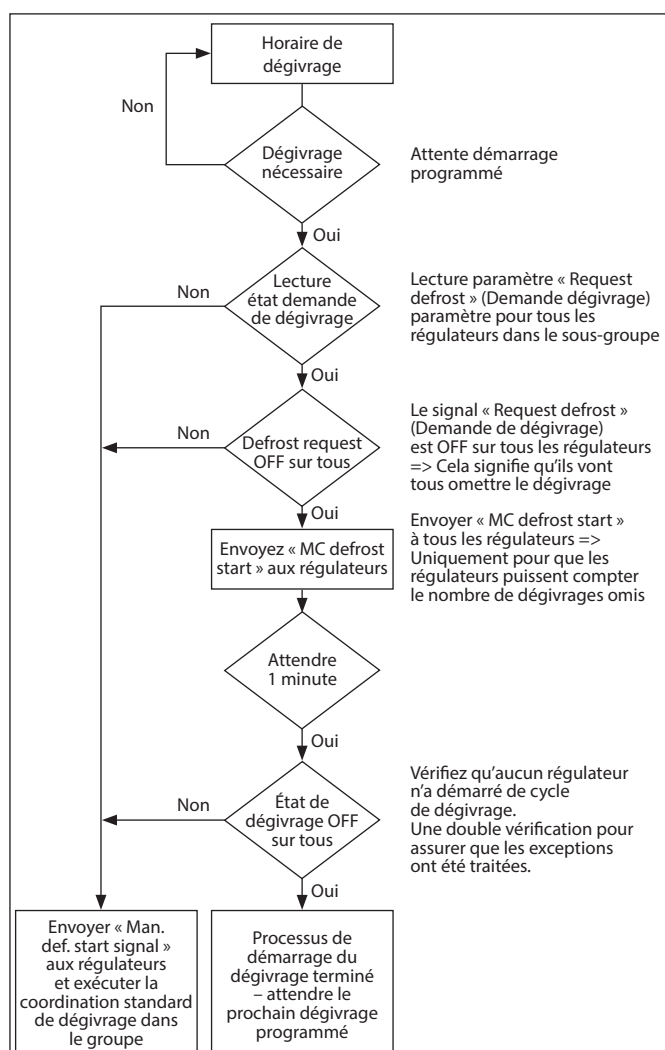 Horaire de
dégivrage
Non
Dégivrage
nécessaire
Attente démarrage
programmé
Oui
Non
Lecture
état demande
de dégivrage
Lecture paramètre « Request
defrost » (Demande dégivrage)
paramètre pour tous les
régulateurs dans le sous-groupe
Oui
Non
Defrost request
OFF sur tous
Le signal « Request defrost »
(Demande de dégivrage)
est OFF sur tous les régulateurs
=> Cela signifie qu'ils vont
tous omettre le dégivrage
Oui
Envoyez « MC defrost
start » aux régulateurs
Envoyer « MC defrost start »
à tous les régulateurs =>
Uniquement pour que les
régulateurs puissent compter
le nombre de dégivrages omis
Attendre
1 minute
Oui
Non
État de
dégivrage OFF
sur tous
Vérifiez qu'aucun régulateur
n'a démarré de cycle
de dégivrage.
Une double vérification pour
assurer que les exceptions
ont été traitées.
Oui
Envoyer « Man.
def. start signal »
aux régulateurs
et exécuter la
coordination standard
de dégivrage dans
le groupe
Processus de
démarrage du
dégivrage terminé
– attendre le
prochain dégivrage
programmé